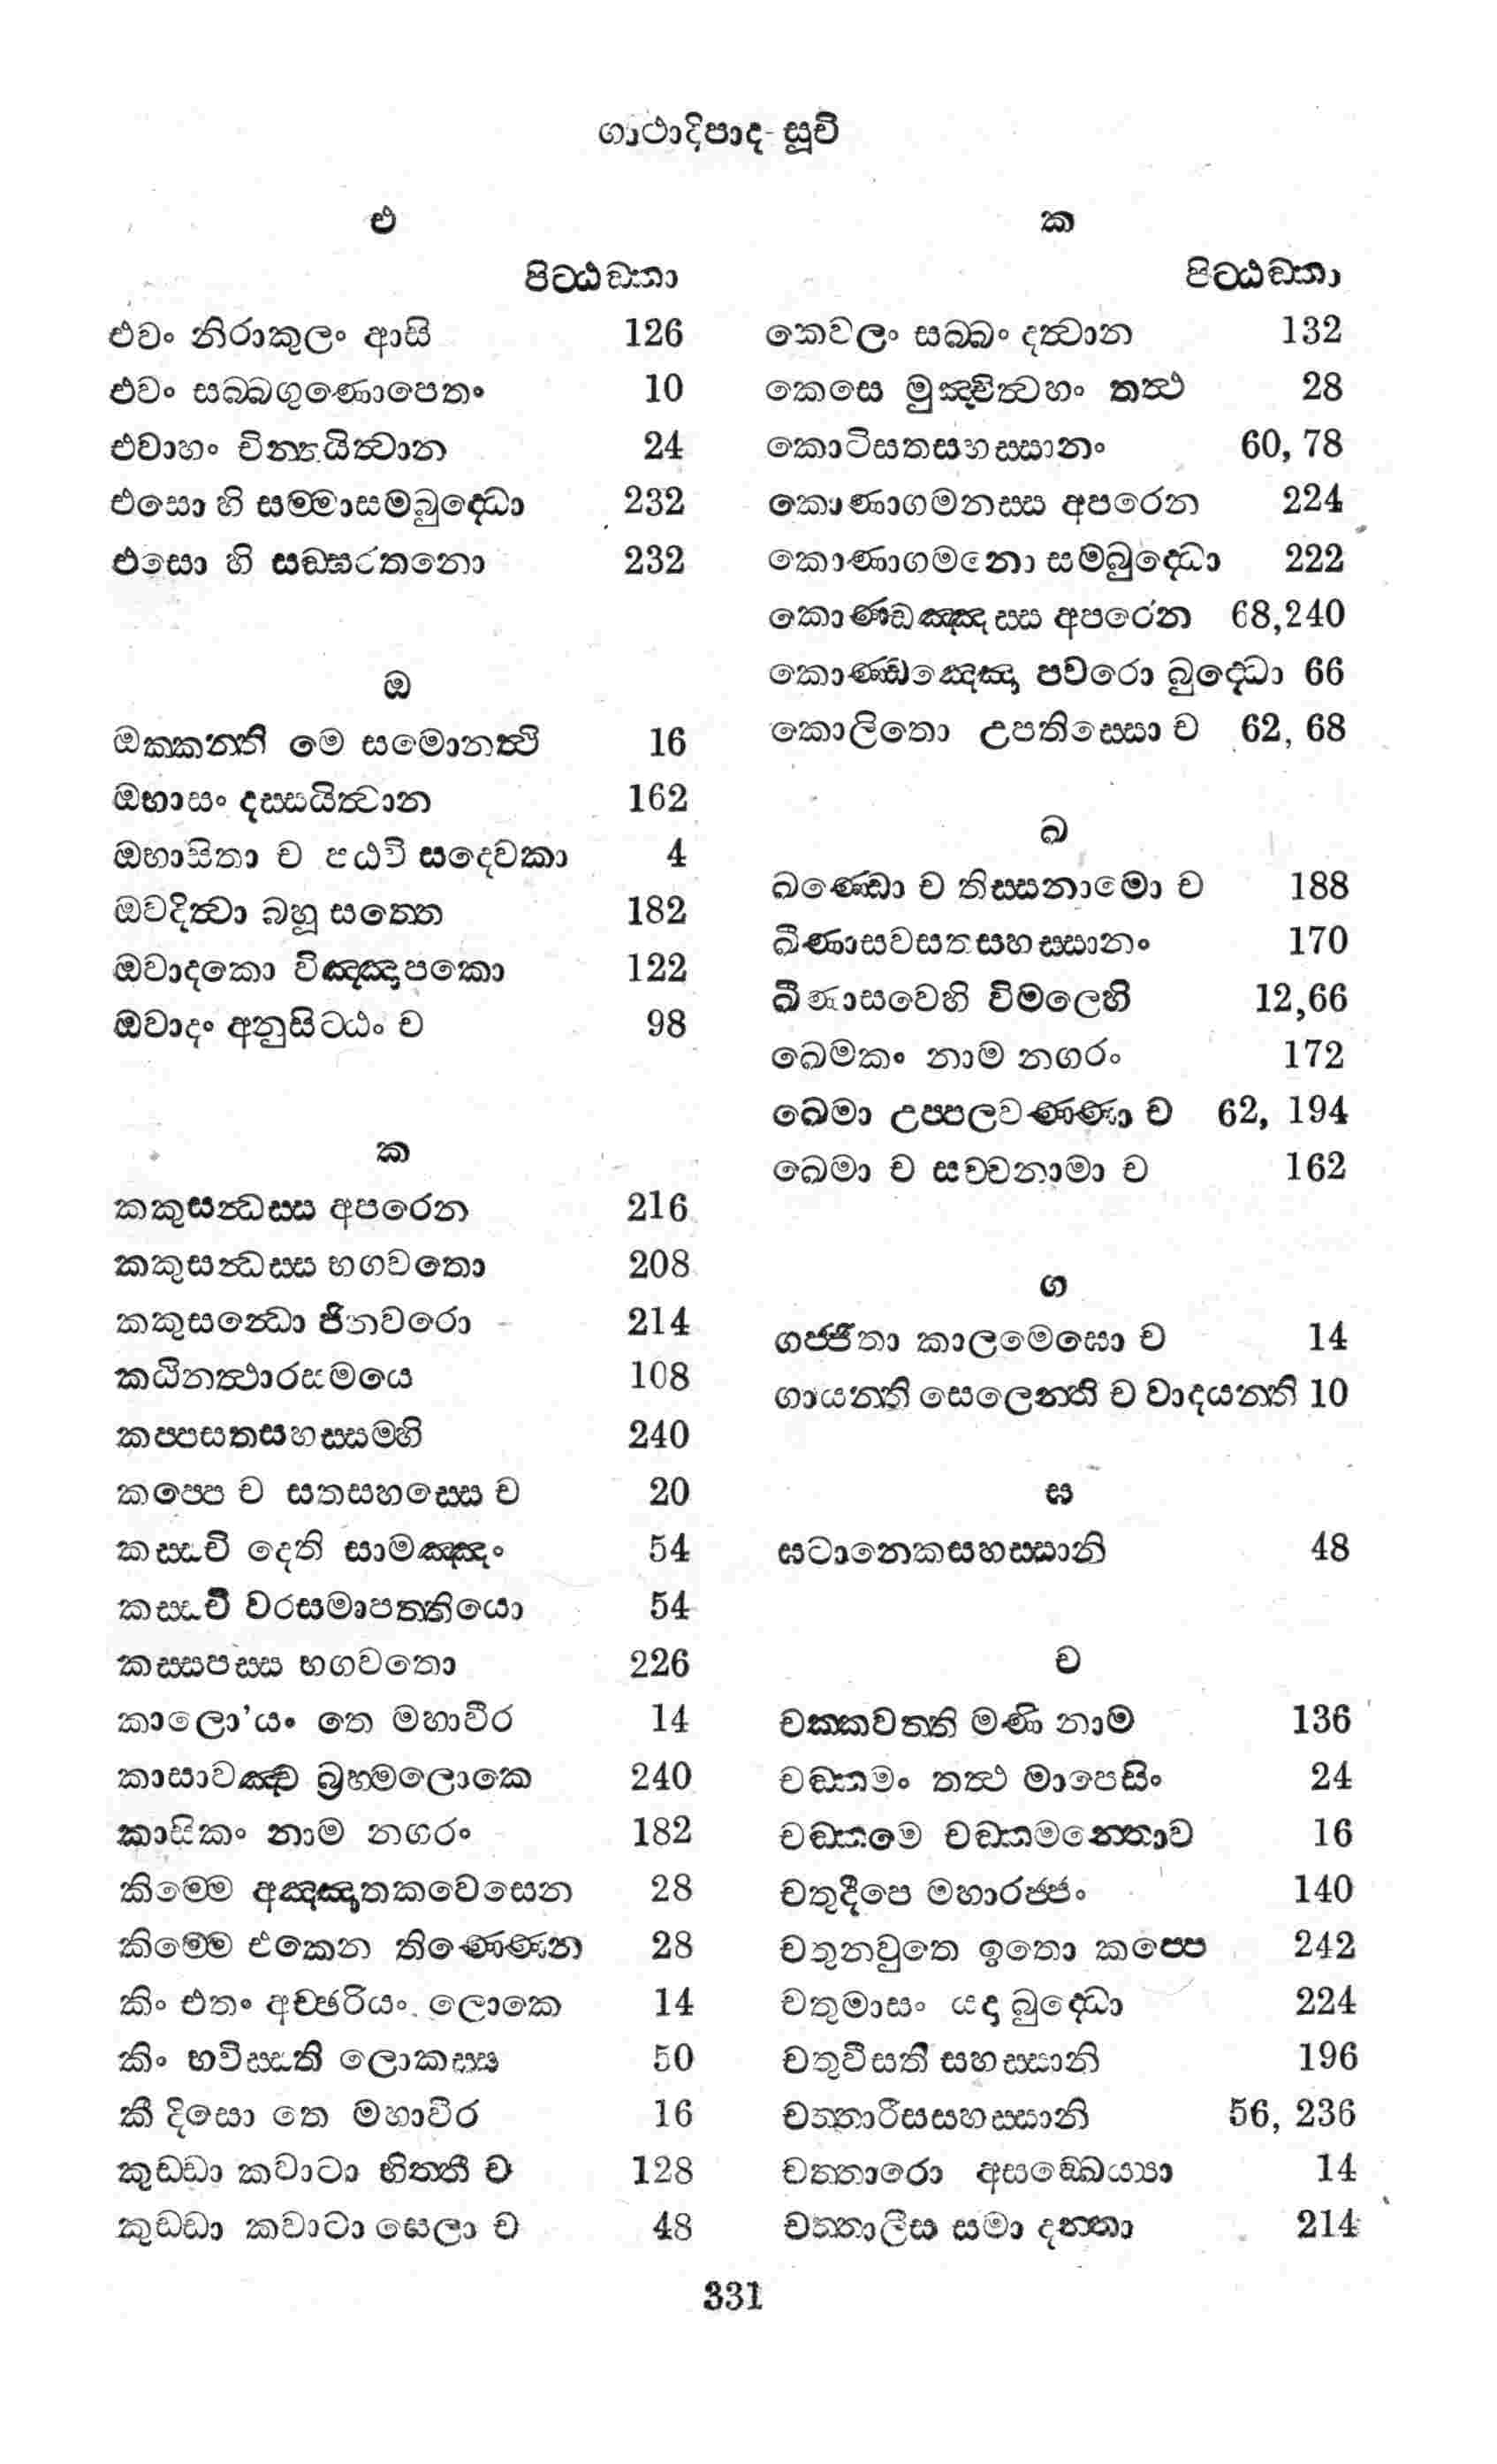 ගාථාදිපාද-සූචි
එ
පිට්ඨඞ්කා
එවං නිරාකුලං ආසි 126
එවං සබ්බගුණොපෙතං 10
එවාහං චින්තයිත්වාන 24
එසො හි සම්මාසම්බුද්ධො 232
එසො හි සඞ්ඝරතනො 232
ඔ
ඔක්කන්ති මෙ සමොනත්ථි 16
ඔභාසං දස්සයිත්වාන 162
ඔභාසිතා ච පඨවි සදෙවකා 4
ඔවදිත්වා බහූ සත්තෙ 182
ඔවාදකො විඤ්ඤාපකො 122
ඔවාදං අනුසිට්ඨං ච 98
ක
කකුසන්ධස්ස අපරෙන 216
කකුසන්ධස්ස භගවතො 208
කකුසන්ධො ජිනවරො 214
කඨිනත්ථාරසමයෙ 108
කප්පසතසහස්සම්හි 240
කප්පෙ ච සතසහස්සෙ ච 20
කස්සචි දෙති සාමඤ්ඤං 54
කස්සචි වරසමාපත්තියො 54
කස්සපස්ස භගවතො 226
කාලො'යං තෙ මහාවීර 14
කාසාවඤ්ච බ්‍රහ්මලොකෙ 240
කාසිකං නාම නගරං 182
කිම්මෙ අඤ්ඤාතකවෙසෙන 28
කිම්මෙ එකෙන තිණ්ණෙන 28
කිං එතං අච්ඡරියං ලොකෙ 14
කිං භවිස්සති ලොකස්ස 50
කී දිසො තෙ මහාවීර 16
කුඩ්ඩා කවාටා භිත්තී ච 128
කුඩ්ඩා කවාටා සෙලා ච 48
ක
පිට්ඨඞ්කා
කෙවලං සබ්බං දත්වාන 132
කෙසෙ මුඤ්චිත්වහං තත්ථ 28
කොටිසතසහස්සානං 60, 78
කොණාගමනස්ස අපරෙන 224
කොණාගමනො සම්බුද්ධො 222
කොණ්ඩඤ්ඤස්ස අපරෙන 68,240
කොණ්ඩඤ්ඤො පවරො බුද්ධො 66
කොලිතො උපතිස්සො ච 62, 68
ඛ
ඛණ්ඩො ච තිස්සනාමො ච 188
ඛීණාසවසතසහස්සානං 170
ඛීණාසවෙහි විමලෙහි 12,66
ඛෙමකං නාම නගරං 172
ඛෙමා උප්පලවණ්ණා ච 62, 194
ඛෙමා ච සච්චනාමා ච 162
ග
ගජ්ජිතා කාලමෙඝො ච 14
ගායන්ති සෙලෙන්ති ච වාදයන්ති 10
ඝ
ඝටානෙකසහස්සානි 48
ච
චක්කවත්ති මණි නාම 136
චඞ්කමං තත්ථ මාපෙසිං 24
චඞ්කමෙ චඞ්කමන්තොව 16
චතුදීපෙ මහාරජ්ජං 140
චතුනවුතෙ ඉතො කප්පෙ 242
චතුමාසං යදා බුද්ධො 224
චතුවීසති සහස්සානි 196
චත්තාරීසසහස්සානි 56, 236
චත්තාරො අසඞ්ඛෙය්‍යා 14
චත්තාලීස සමා දන්තා 214
331